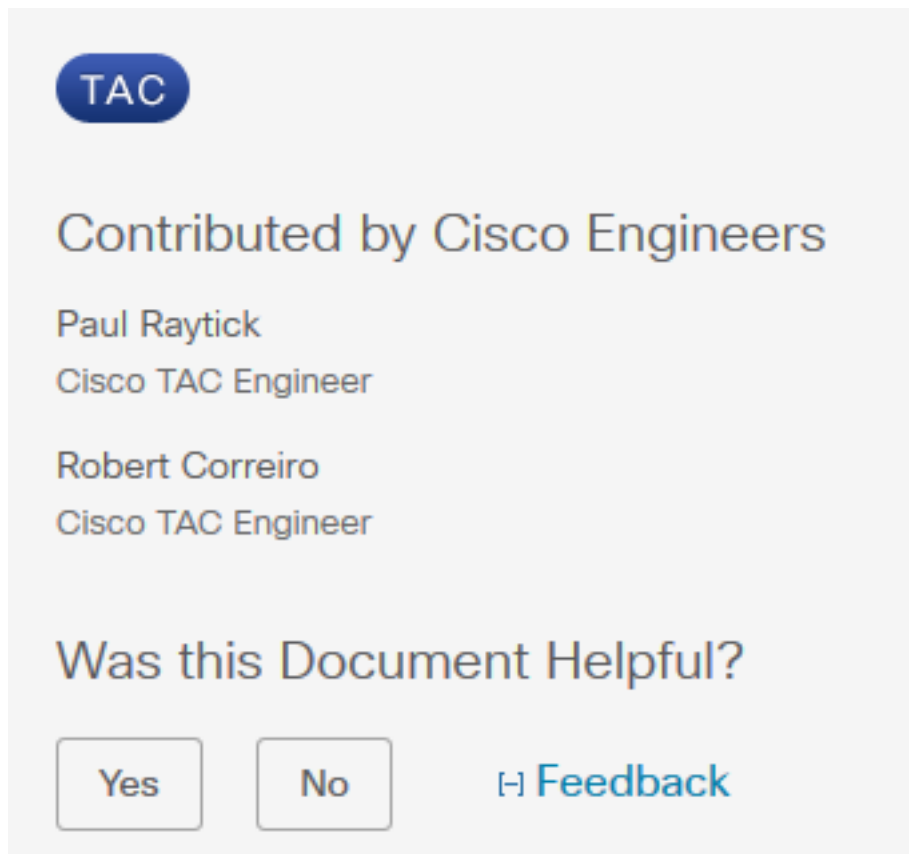 TAC
Contributed by Cisco Engineers
Paul Raytick
Cisco TAC Engineer
Robert Correiro
Cisco TAC Engineer
Was this Document Helpful?
Yes No [-] Feedback